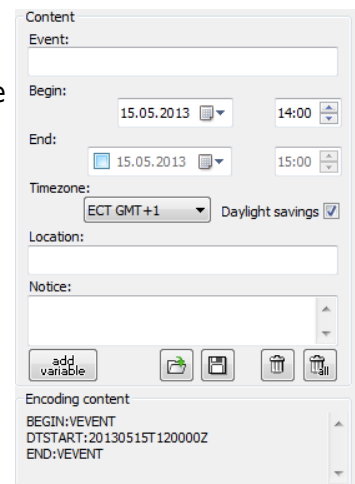 Content
Event:
e
Begin:
15.05.2013 14:00
End:
15.05.2013 15:00
Timezone:
ECT GMT+1 Daylight savings
Location:
Notice:
add
variable
all
Encoding content
BEGIN:VEVENT
DTSTART:20130515T120000Z
END:VEVENT